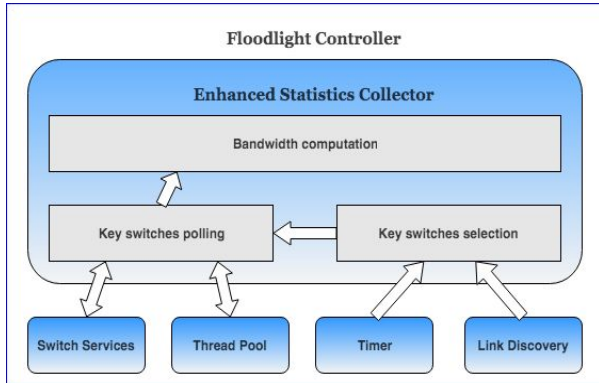 Floodlight Controller
Enhanced Statistics Collector
Bandwidth computation
Key switches polling
Key switches selection
Switch Services
Thread Pool
Timer
Link Discovery